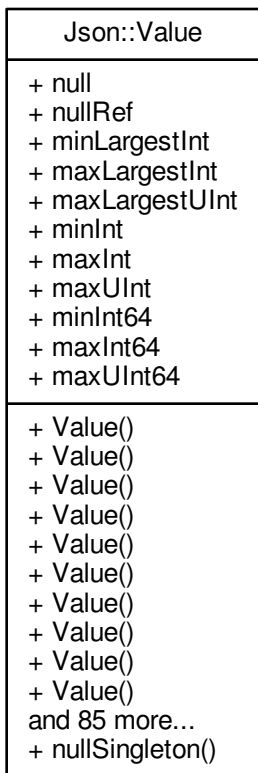 Json::Value
+ null
+ nullRef
+ minLargestInt
+ maxLargestInt
+ maxLargestUInt
+ minInt
+ maxInt
+ maxUInt
+ minInt64
+ maxInt64
+ maxUInt64
+ Value()
+ Value()
+ Value()
+ Value()
+ Value()
+ Value()
+ Value()
+ Value()
+ Value()
+ Value()
and 85 more...
+ nullSingleton()